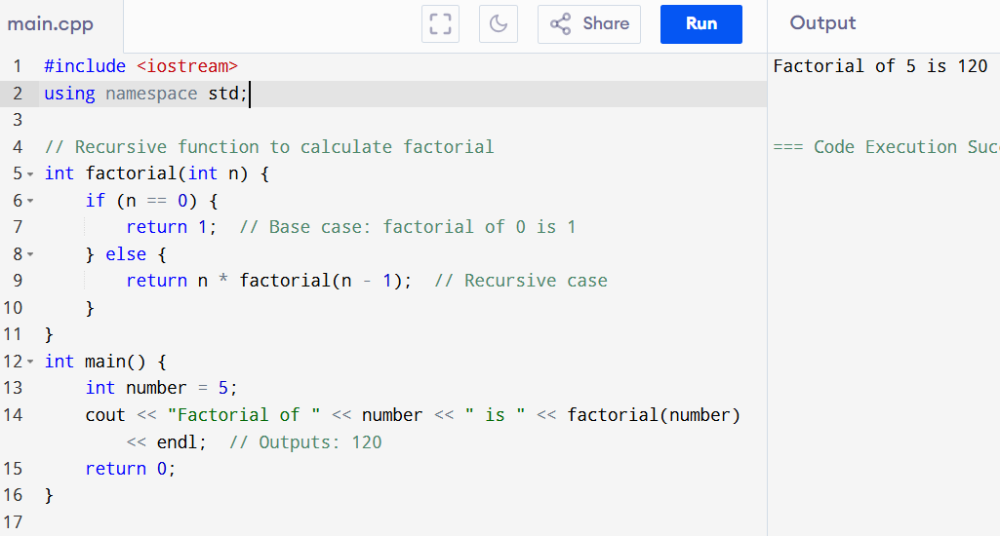 main.cpp Share Run Output
1 #include <iostream>
2 using namespace std;
3
4 // Recursive function to calculate factorial
5 int factorial(int n) {
6 if (n == 0) {
7 return 1; // Base case: factorial of 0 is 1
8 } else {
9 return n * factorial(n - 1); // Recursive case
10 }
11 }
12 int main() {
13 int number = 5;
14 cout << "Factorial of " << number << " is " << factorial(number)
<< endl; // Outputs: 120
15 return 0;
16 }
17
Factorial of 5 is 120
=== Code Execution Suc